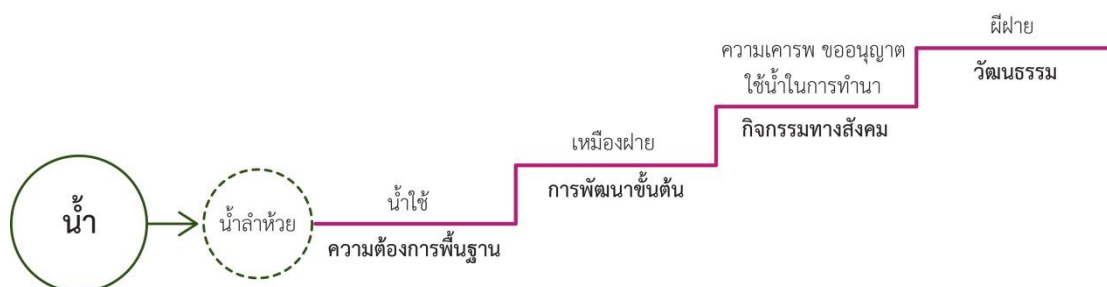 น้ำ
น้ำลำห้วย
น้ำใช้
ความต้องการพื้นฐาน
เหมืองฝาย
การพัฒนาขั้นต้น
ความเคารพ ขออนุญาต
ใช้น้ำในการทำนา
กิจกรรมทางสังคม
ผีฝาย
วัฒนธรรม